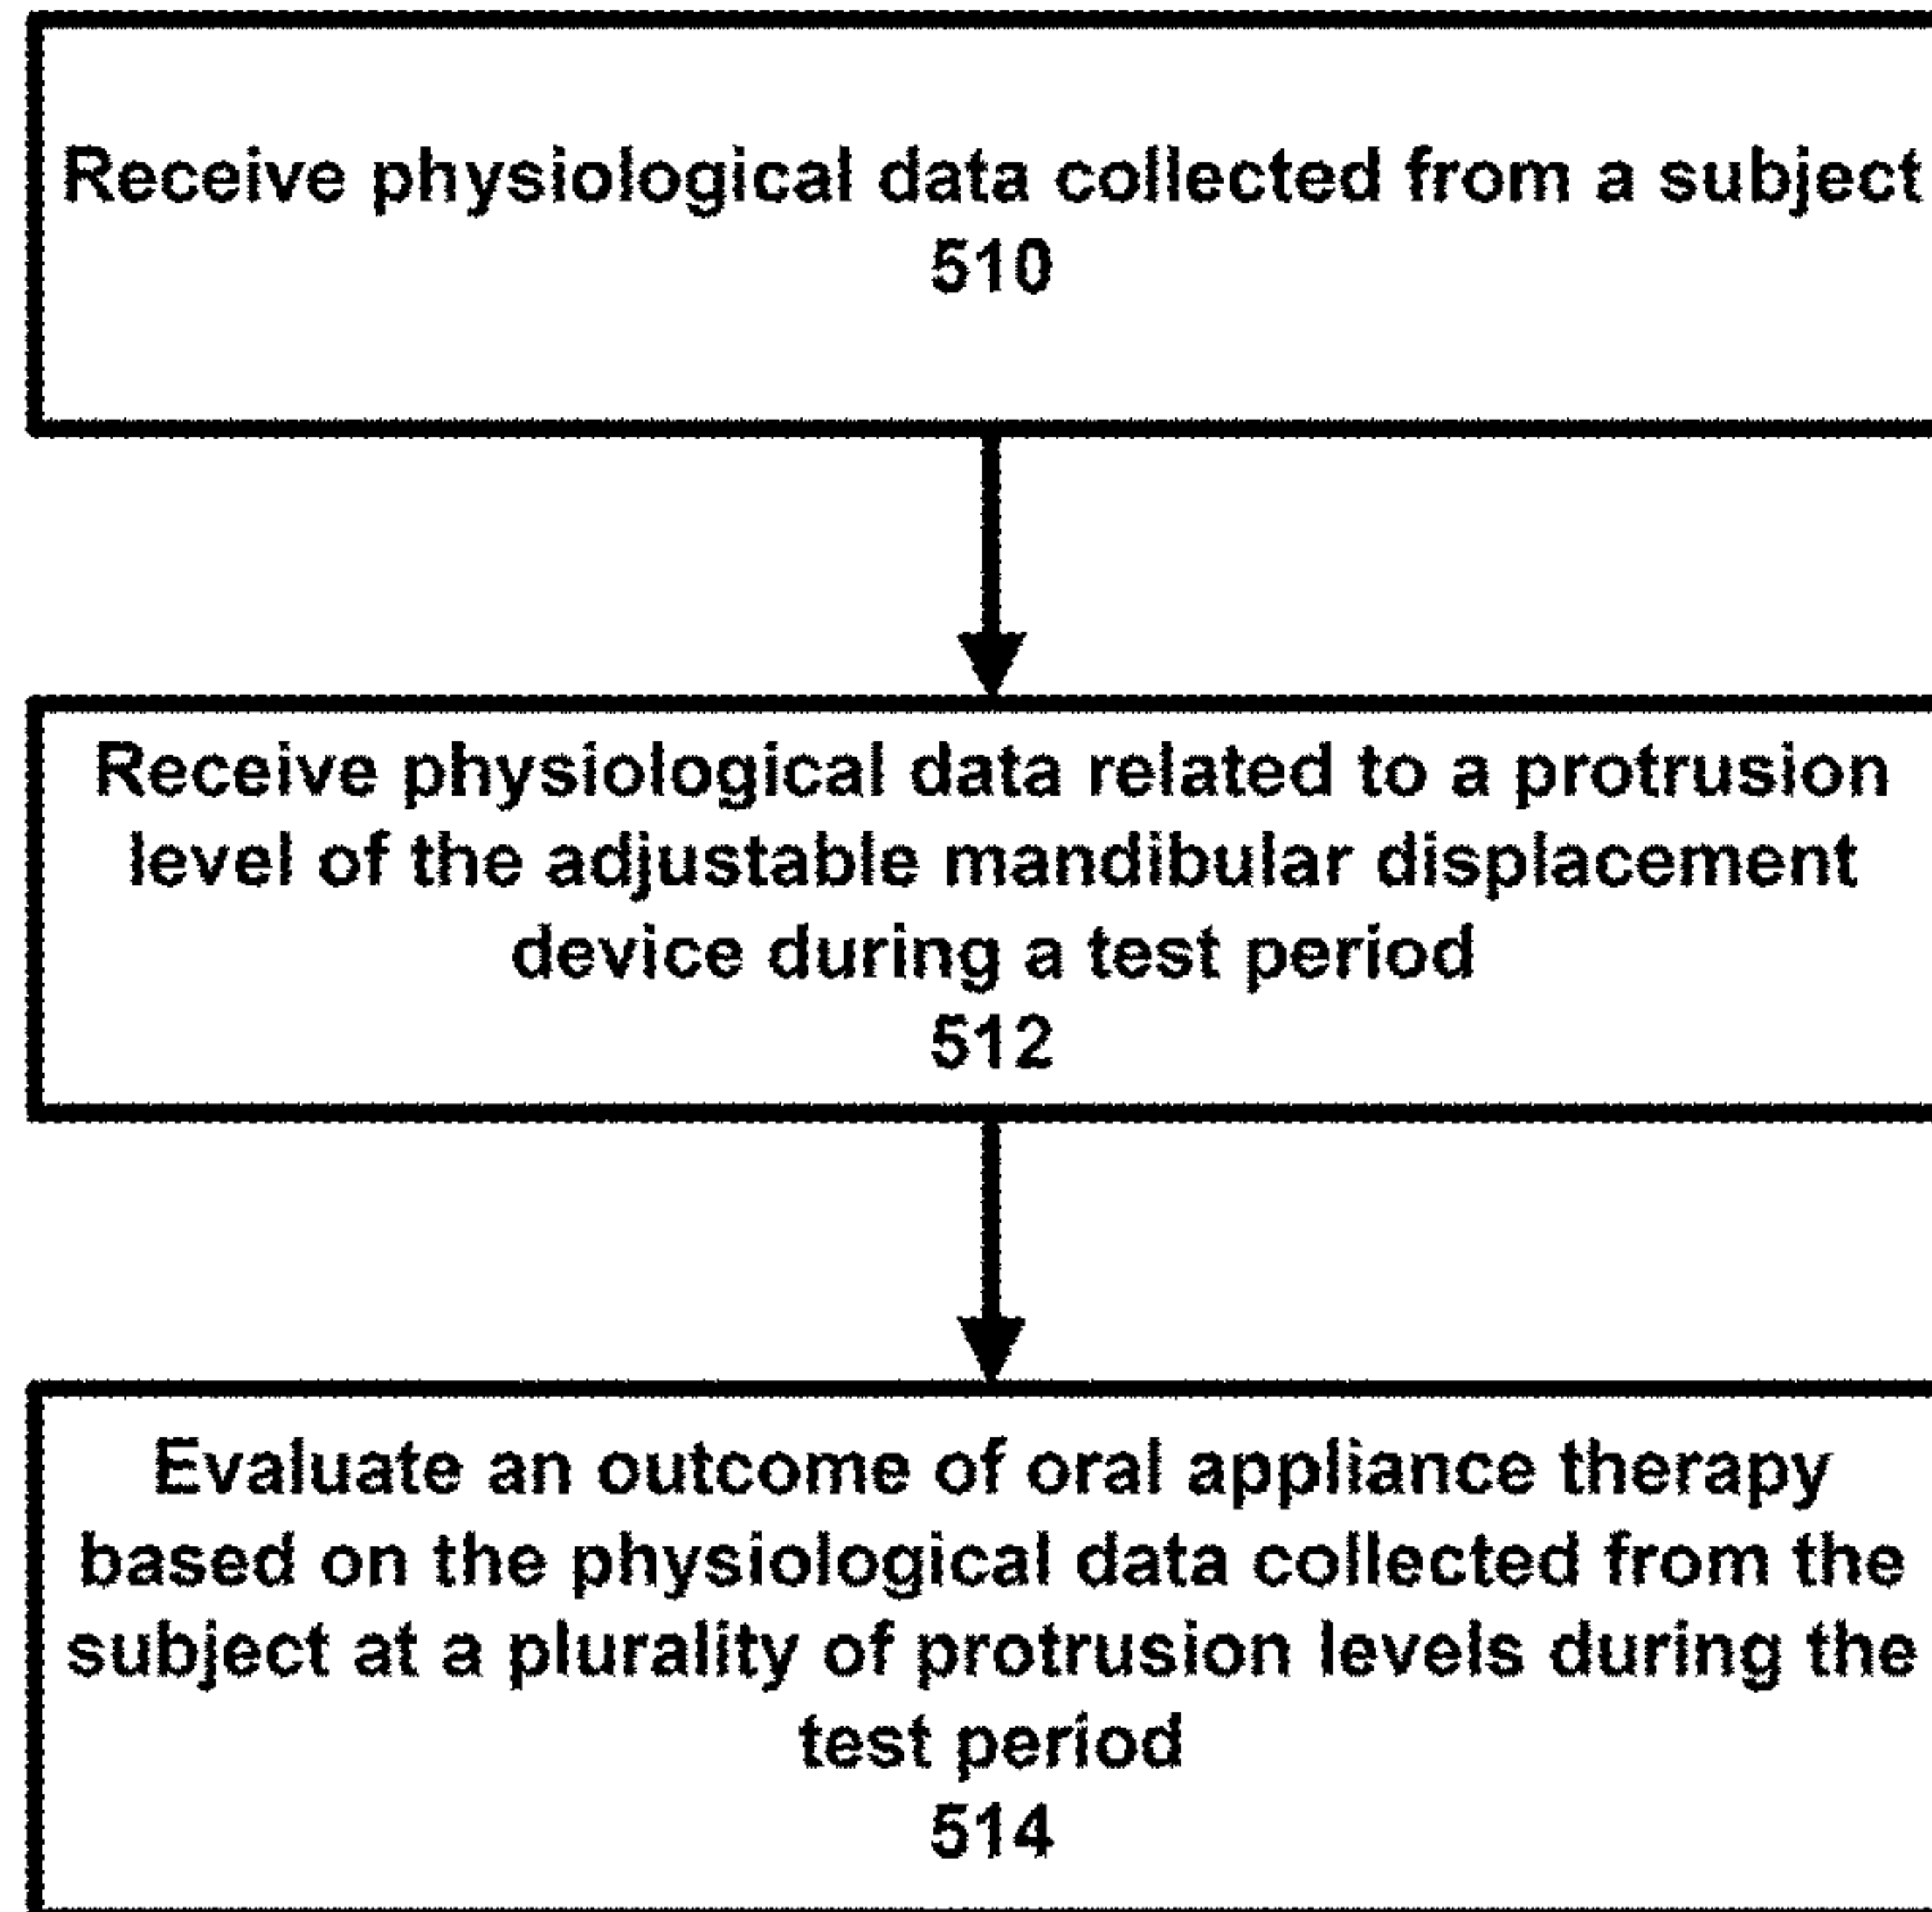 Receive physiological data collected from a subject
510
Receive physiological data related to a protrusion
level of the adjustable mandibular displacement
device during a test period
512
Evaluate an outcome of oral appliance therapy
based on the physiological data collected from the
subject at a plurality of protrusion levels during the
test period
514